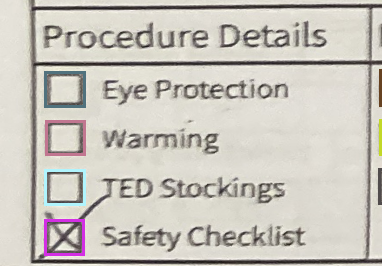 Procedure Details
Eye Protection
Warming
TED Stockings
Safety Checklist